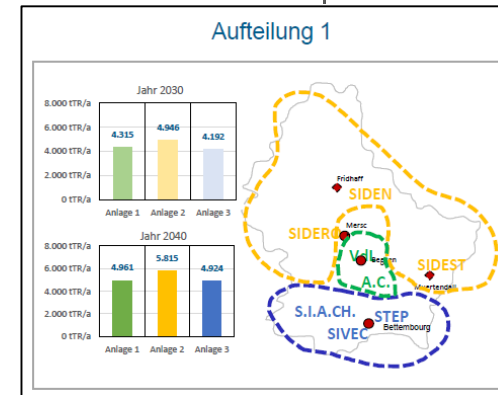 Aufteilung 1
Jahr 2030
8.000 tTR/a
6.000 tTR/a
4.000 tTR/a
2.000 tTR/a
0 tTR/a
4.315
4.946
4.192
Anlage 1
Anlage 2
Anlage 3
Jahr 2040
8.000 tTR/a
6.000 tTR/a
4.000 tTR/a
2.000 tTR/a
0 tTR/a
4.961
5.815
4.924
Anlage 1
Anlage 2
Anlage 3
Fridhaff
SIDEN
Mersc
SIDERO
VdL
A.C.
SIDEST
S.I.A.CH.
STEP
SIVEC
Bettembourg